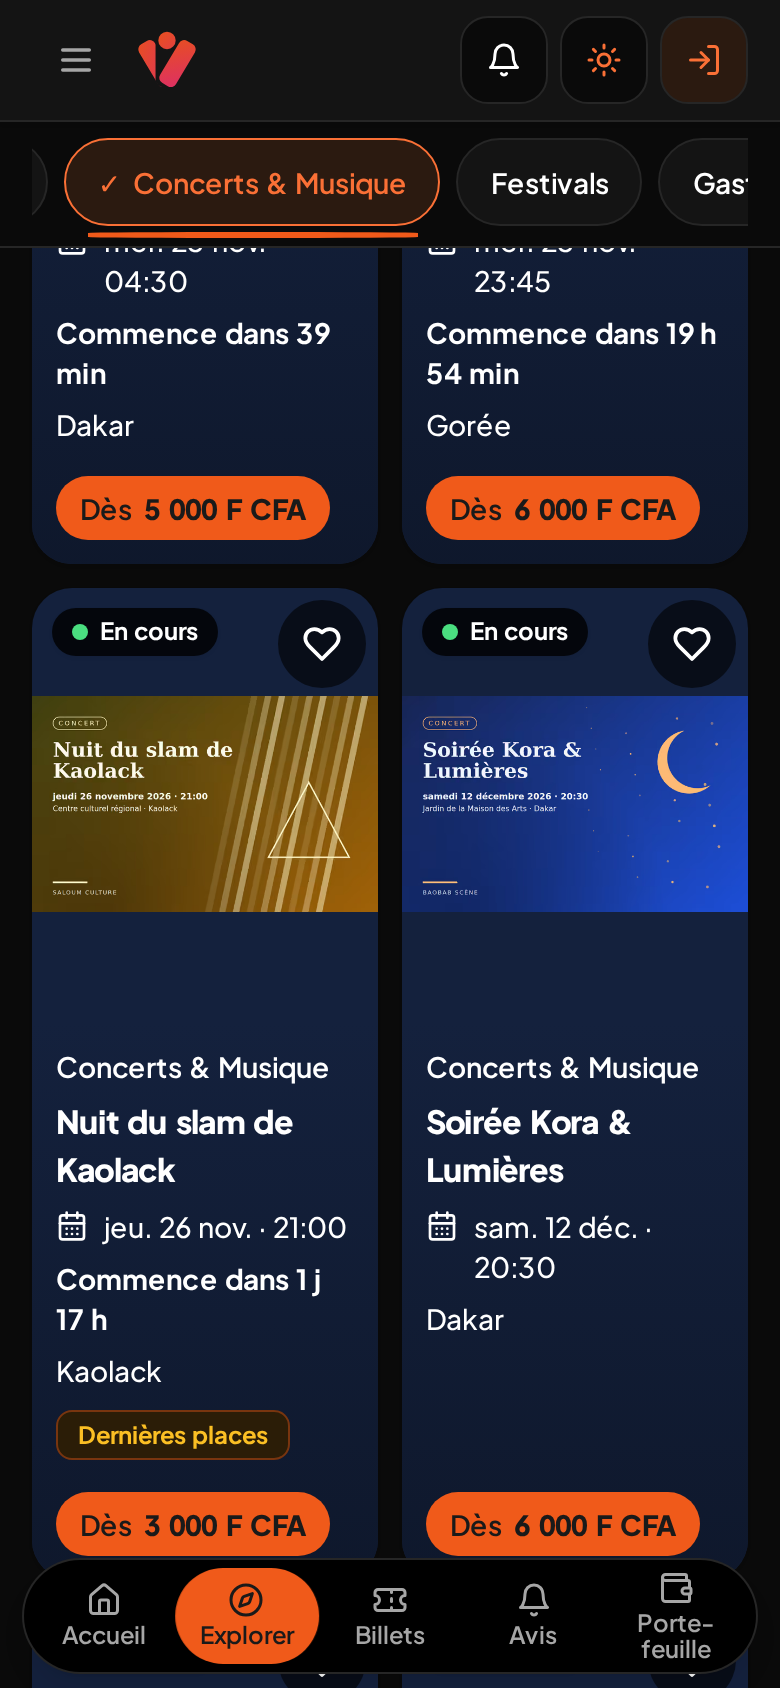 ✓ Concerts & Musique
Festivals
04:30
Commence dans 39
min
Dakar
Dès 5 000 F CFA
23:45
Commence dans 19 h
54 min
Gorée
Dès 6 000 F CFA
En cours
CONCERT
Nuit du slam de
Kaolack
jeudi 26 novembre 2026 · 21:00
Centre culturel régional · Kaolack
SALOUM CULTURE
Concerts & Musique
Nuit du slam de
Kaolack
jeu. 26 nov. · 21:00
Commence dans 1 j
17 h
Kaolack
Dernières places
Dès 3 000 F CFA
En cours
CONCERT
Soirée Kora &
Lumières
samedi 12 décembre 2026 · 20:30
Jardin de la Maison des Arts · Dakar
BAOBAB SCÈNE
Concerts & Musique
Soirée Kora &
Lumières
sam. 12 déc. ·
20:30
Dakar
Dès 6 000 F CFA
Accueil
Explorer
Billets
Avis
Porte-
feuille